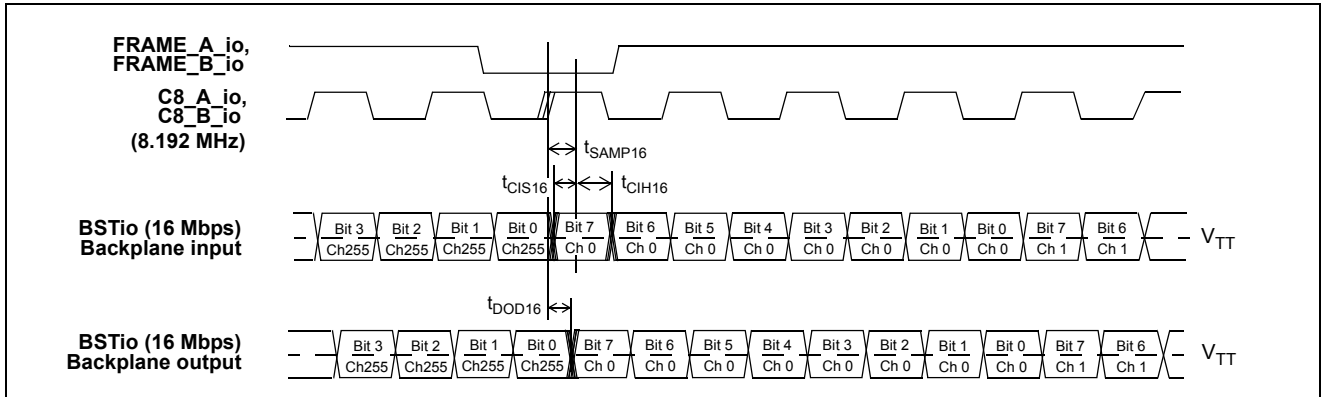 FRAME_A_io,
FRAME_B_io
C8_A_io,
C8_B_io
(8.192 MHz)
tSAMP16
tCIS16 tCIH16
BSTio (16 Mbps)
Backplane input
Bit 3 Bit 2 Bit 1 Bit 0 Bit 7 Bit 6 Bit 5 Bit 4 Bit 3 Bit 2 Bit 1 Bit 0 Bit 7 Bit 6
Ch255 Ch255 Ch255 Ch255 Ch 0 Ch 0 Ch 0 Ch 0 Ch 0 Ch 0 Ch 0 Ch 0 Ch 1 Ch 1
VTT
tDOD16
BSTio (16 Mbps)
Backplane output
Bit 3 Bit 2 Bit 1 Bit 0 Bit 7 Bit 6 Bit 5 Bit 4 Bit 3 Bit 2 Bit 1 Bit 0 Bit 7 Bit 6
Ch255 Ch255 Ch255 Ch255 Ch 0 Ch 0 Ch 0 Ch 0 Ch 0 Ch 0 Ch 0 Ch 0 Ch 1 Ch 1
VTT